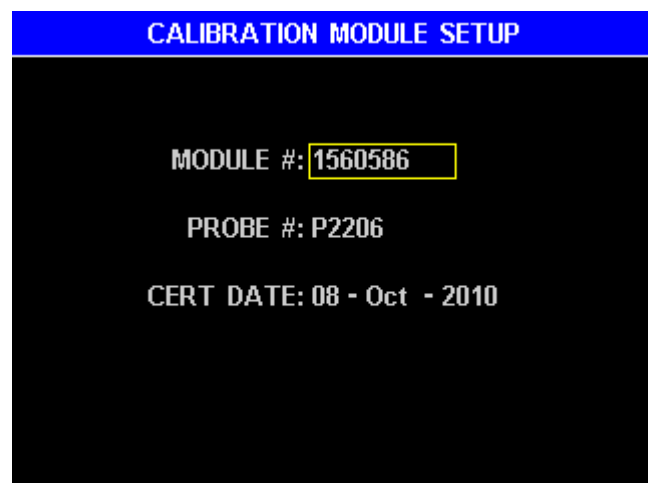 CALIBRATION MODULE SETUP
MODULE #: 1560586
PROBE #: P2206
CERT DATE: 08 - Oct - 2010